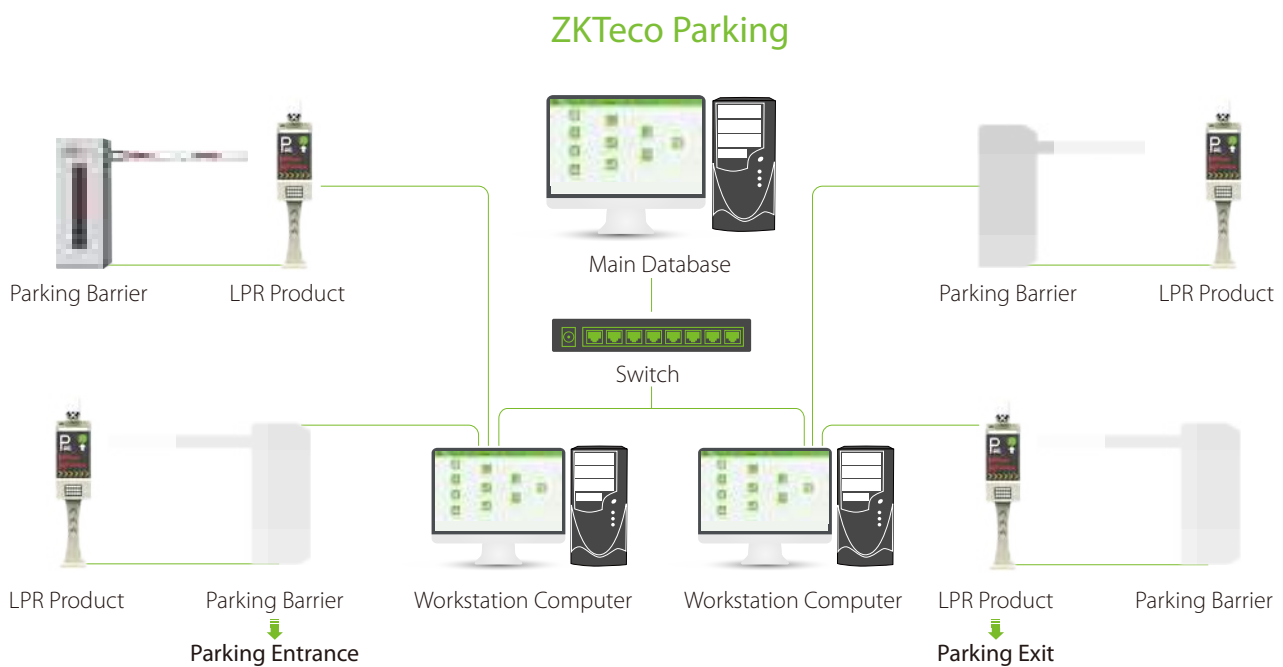 ZKTeco Parking
Parking Barrier
LPR Product
Main Database
Parking Barrier
LPR Product
Switch
LPR Product
Parking Barrier
Workstation Computer
Workstation Computer
LPR Product
Parking Barrier
Parking Entrance
Parking Exit